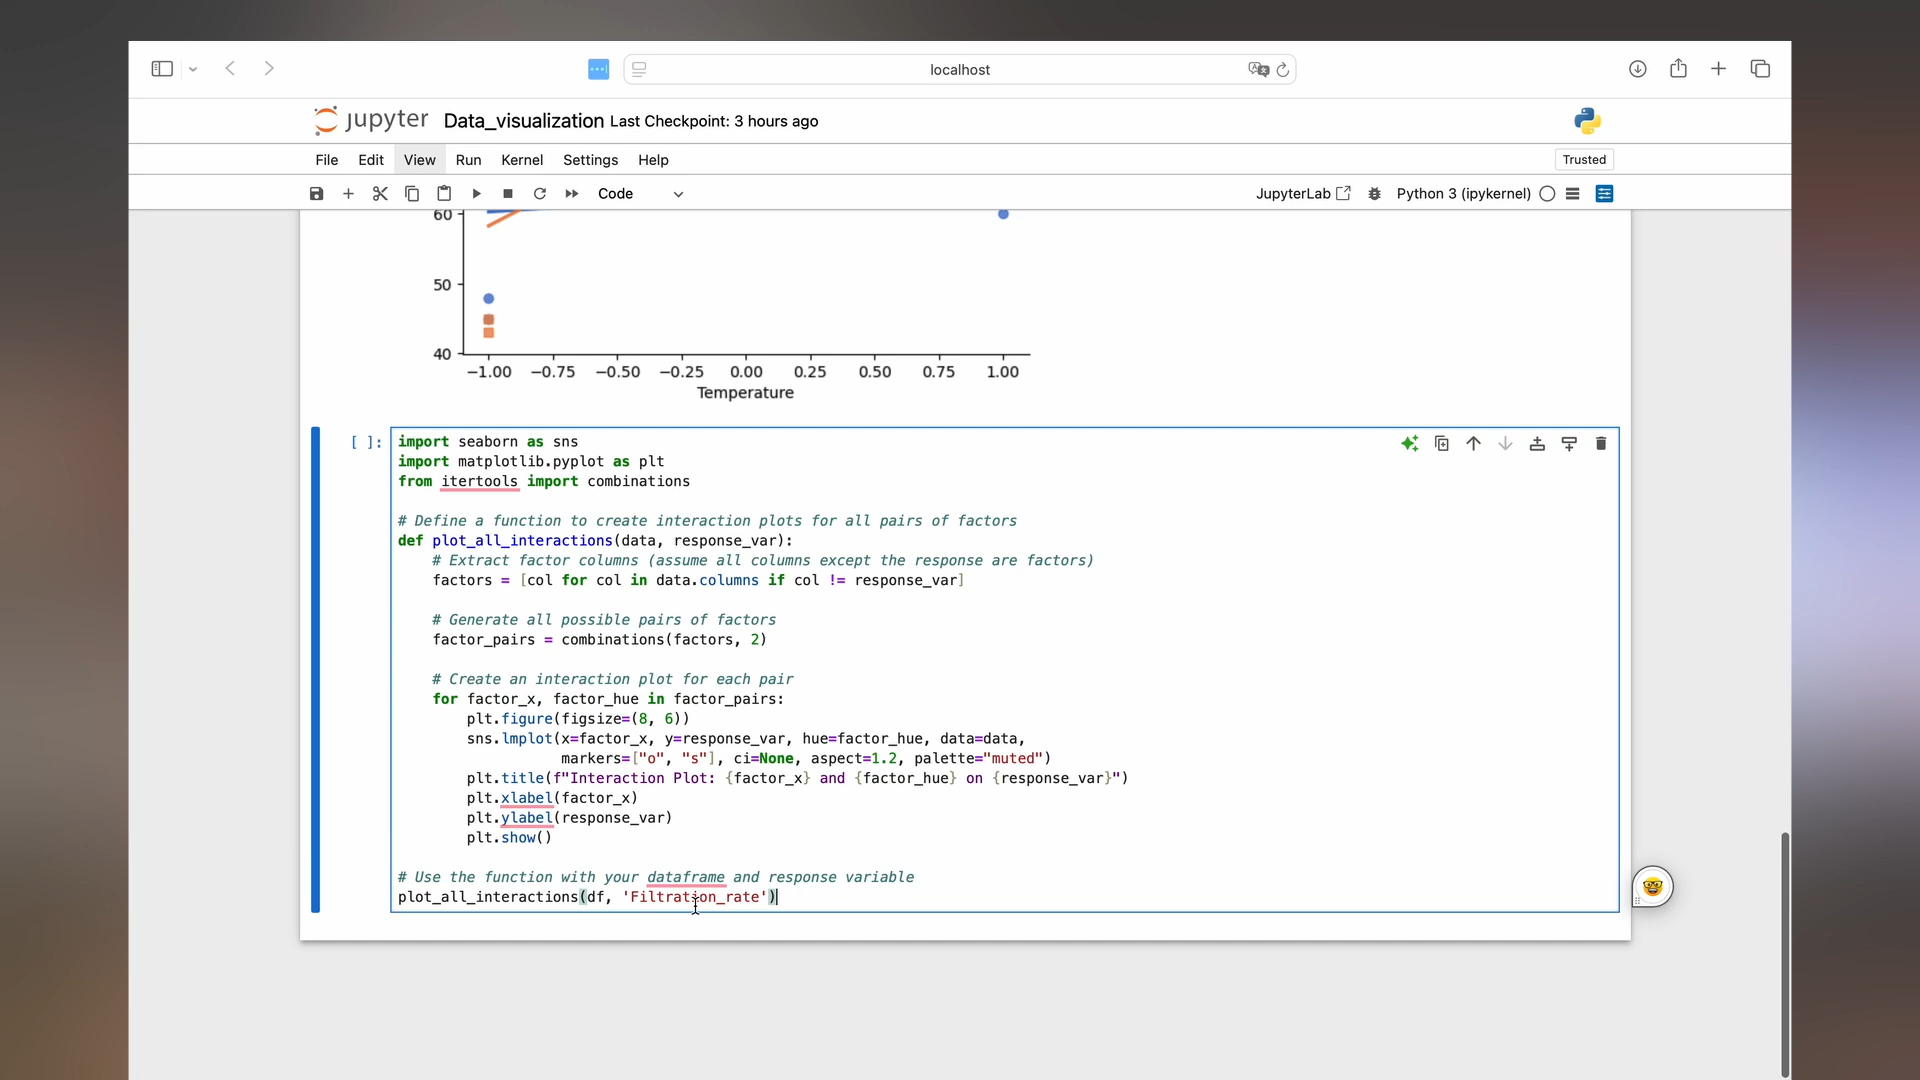 localhost
jupyter Data_visualization Last Checkpoint: 3 hours ago
File Edit View Run Kernel Settings Help
Trusted
Code
JupyterLab Python 3 (ipykernel)
60
50
40
−1.00 −0.75 −0.50 −0.25 0.00 0.25 0.50 0.75 1.00
Temperature
[ ]:
import seaborn as sns
import matplotlib.pyplot as plt
from itertools import combinations
# Define a function to create interaction plots for all pairs of factors
def plot_all_interactions(data, response_var):
    # Extract factor columns (assume all columns except the response are factors)
    factors = [col for col in data.columns if col != response_var]
    # Generate all possible pairs of factors
    factor_pairs = combinations(factors, 2)
    # Create an interaction plot for each pair
    for factor_x, factor_hue in factor_pairs:
        plt.figure(figsize=(8, 6))
        sns.lmplot(x=factor_x, y=response_var, hue=factor_hue, data=data,
                   markers=["o", "s"], ci=None, aspect=1.2, palette="muted")
        plt.title(f"Interaction Plot: {factor_x} and {factor_hue} on {response_var}")
        plt.xlabel(factor_x)
        plt.ylabel(response_var)
        plt.show()
# Use the function with your dataframe and response variable
plot_all_interactions(df, 'Filtration_rate')